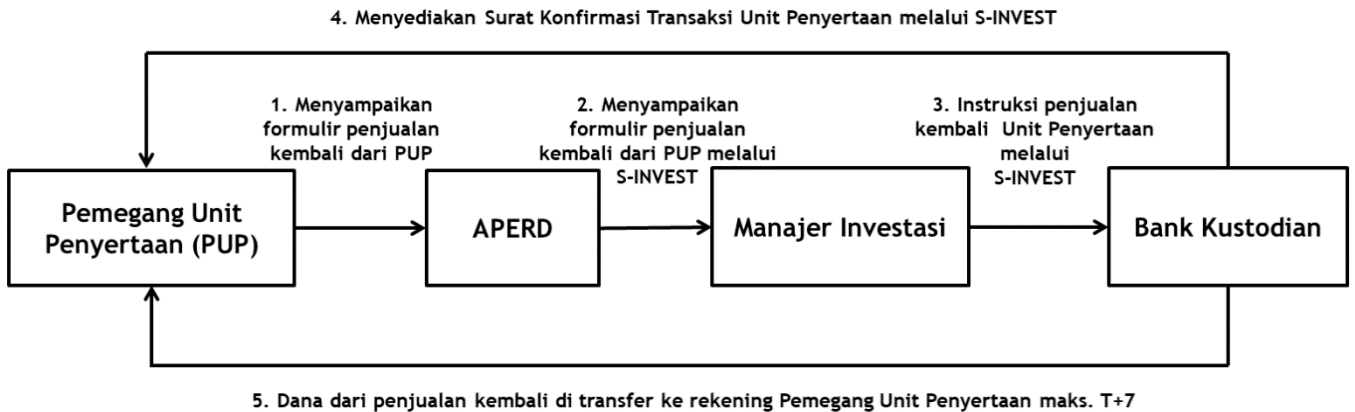 4. Menyediakan Surat Konfirmasi Transaksi Unit Penyertaan melalui S-INVEST
1. Menyampaikan
formulir penjualan
kembali dari PUP
2. Menyampaikan
formulir penjualan
kembali dari PUP melalui
S-INVEST
3. Instruksi penjualan
kembali Unit Penyertaan
melalui
S-INVEST
Pemegang Unit
Penyertaan (PUP)
APERD
Manajer Investasi
Bank Kustodian
5. Dana dari penjualan kembali di transfer ke rekening Pemegang Unit Penyertaan maks. T+7